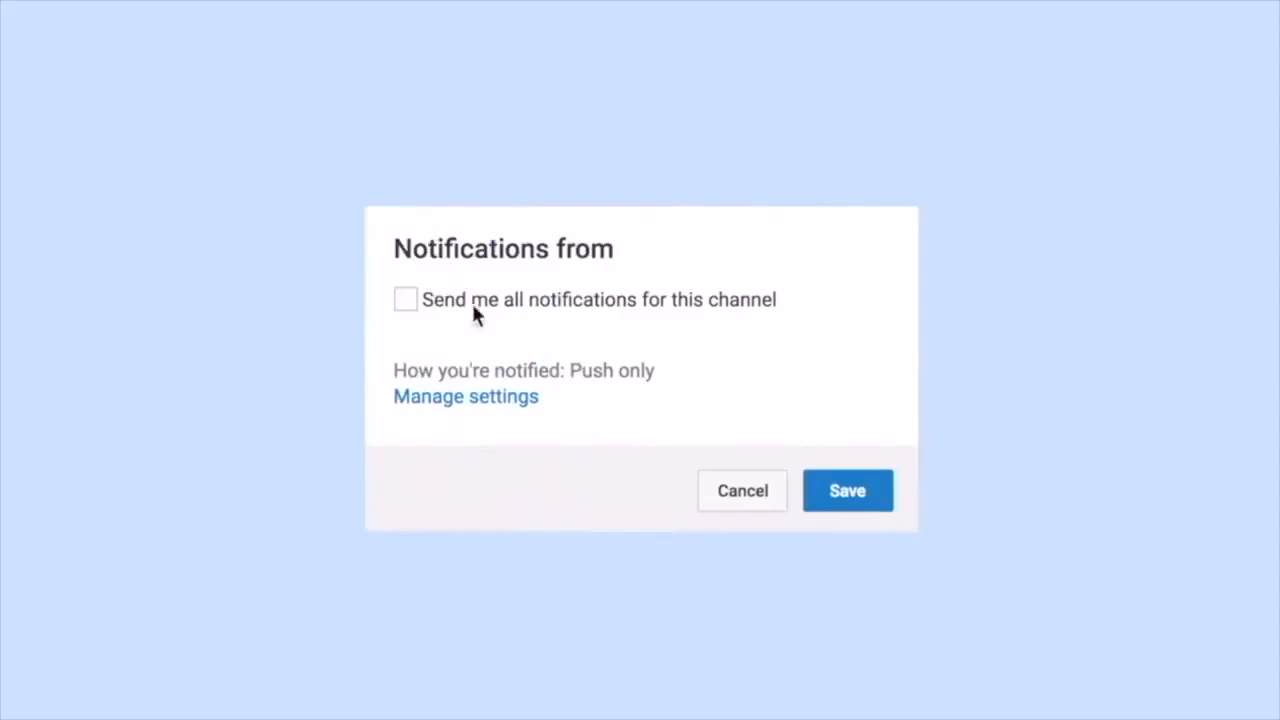 Notifications from
Send me all notifications for this channel
How you're notified: Push only
Manage settings
Cancel
Save